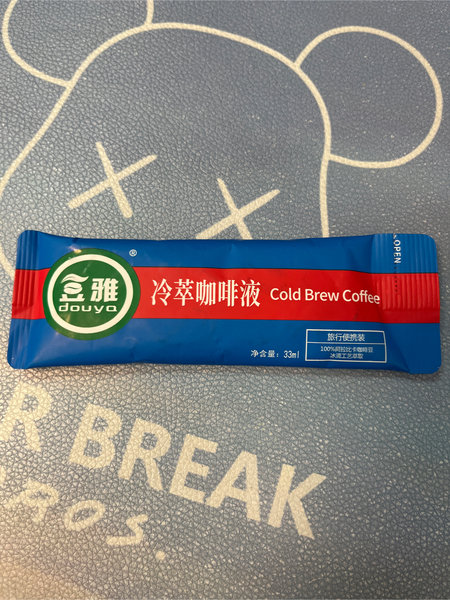 OPEN
®
豆雅
douya
冷萃咖啡液 Cold Brew Coffee
旅行便携装
净含量：33ml
100%阿拉比卡咖啡豆
冰滴工艺萃取
R BREAK
ROS.